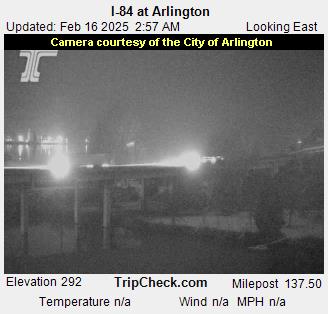 I-84 at Arlington
Updated: Feb 16 2025 2:57 AM Looking East
Camera courtesy of the City of Arlington
Elevation 292 TripCheck.com Milepost 137.50
Temperature n/a Wind n/a MPH n/a